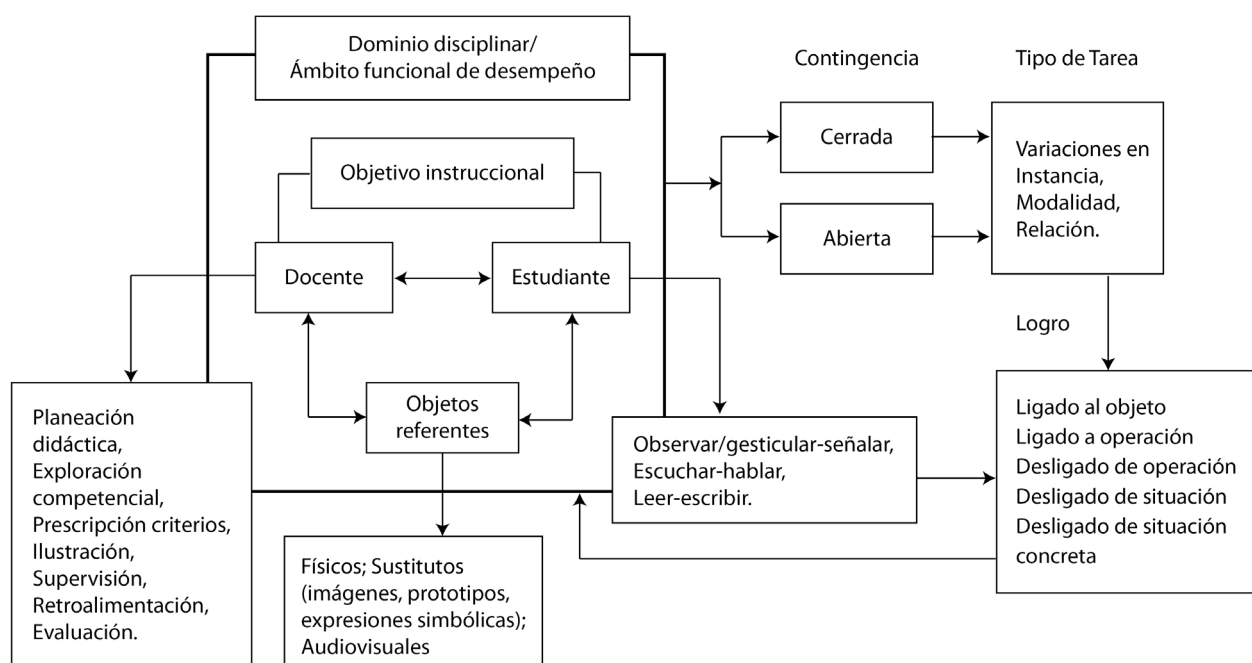 Dominio disciplinar/
Ámbito funcional de desempeño
Contingencia
Tipo de Tarea
Cerrada
Abierta
Variaciones en
Instancia,
Modalidad,
Relación.
Objetivo instruccional
Docente
Estudiante
Logro
Objetos
referentes
Planeación
didáctica,
Exploración
competencial,
Prescripción criterios,
Ilustración,
Supervisión,
Retroalimentación,
Evaluación.
Observar/gesticular-señalar,
Escuchar-hablar,
Leer-escribir.
Ligado al objeto
Ligado a operación
Desligado de operación
Desligado de situación
Desligado de situación
concreta
Físicos; Sustitutos
(imágenes, prototipos,
expresiones simbólicas);
Audiovisuales